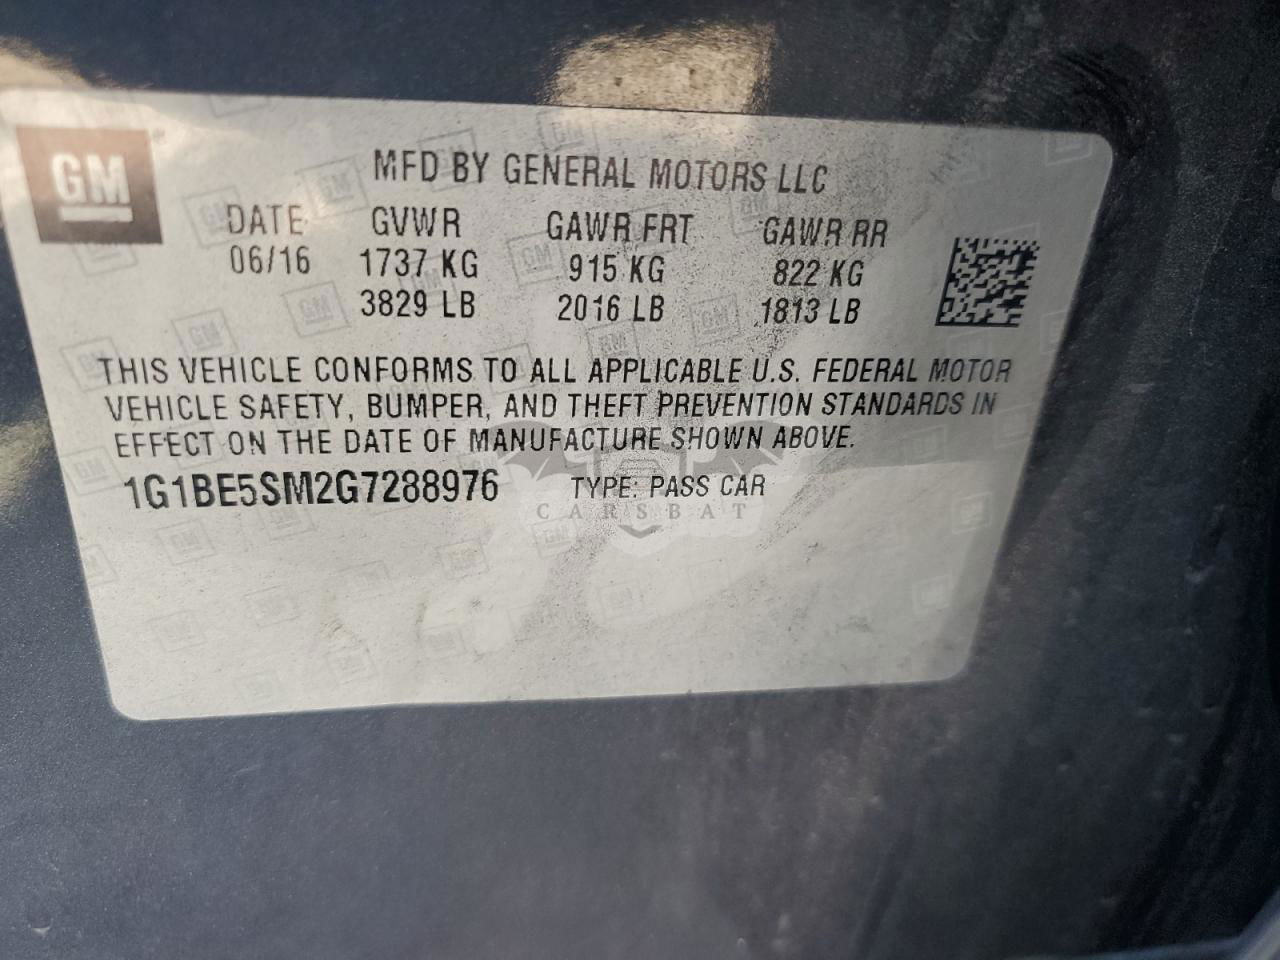 GM
MFD BY GENERAL MOTORS LLC
DATE GVWR GAWR FRT GAWR RR
06/16 1737 KG 915 KG 822 KG
3829 LB 2016 LB 1813 LB
THIS VEHICLE CONFORMS TO ALL APPLICABLE U.S. FEDERAL MOTOR
VEHICLE SAFETY, BUMPER, AND THEFT PREVENTION STANDARDS IN
EFFECT ON THE DATE OF MANUFACTURE SHOWN ABOVE.
1G1BE5SM2G7288976 TYPE: PASS CAR
CARSBAT